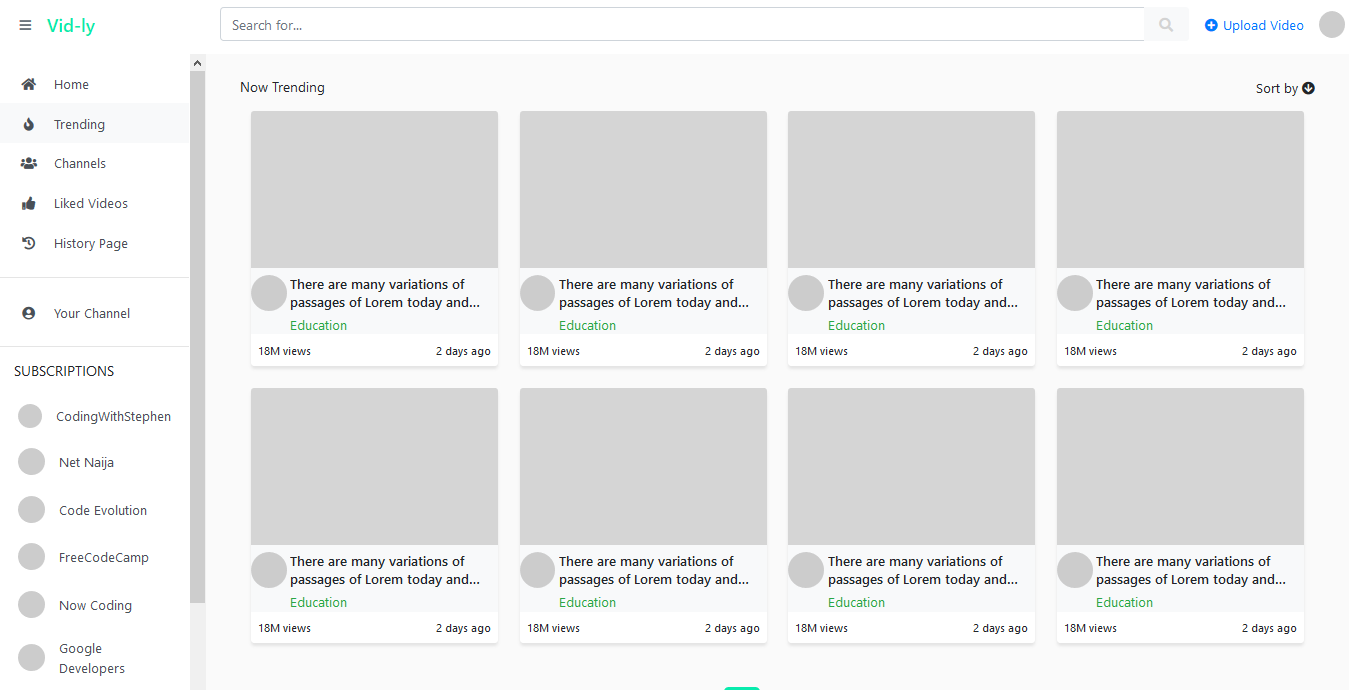 Vid-ly
Search for...
Upload Video
Home
Trending
Channels
Liked Videos
History Page
Your Channel
SUBSCRIPTIONS
CodingWithStephen
Net Naija
Code Evolution
FreeCodeCamp
Now Coding
Google
Developers
Now Trending
Sort by
There are many variations of
passages of Lorem today and...
Education
18M views 2 days ago
There are many variations of
passages of Lorem today and...
Education
18M views 2 days ago
There are many variations of
passages of Lorem today and...
Education
18M views 2 days ago
There are many variations of
passages of Lorem today and...
Education
18M views 2 days ago
There are many variations of
passages of Lorem today and...
Education
18M views 2 days ago
There are many variations of
passages of Lorem today and...
Education
18M views 2 days ago
There are many variations of
passages of Lorem today and...
Education
18M views 2 days ago
There are many variations of
passages of Lorem today and...
Education
18M views 2 days ago